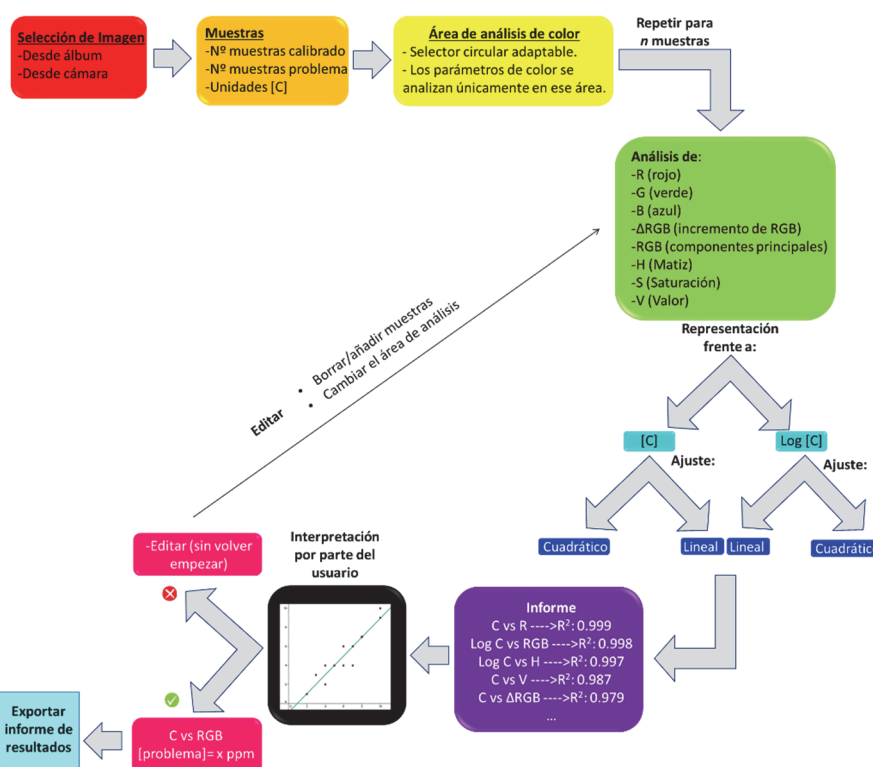 Selección de Imagen
-Desde álbum
-Desde cámara
Muestras
-Nº muestras calibrado
-Nº muestras problema
-Unidades [C]
Área de análisis de color
- Selector circular adaptable.
- Los parámetros de color se
analizan únicamente en ese área.
Repetir para
n muestras
Análisis de:
-R (rojo)
-G (verde)
-B (azul)
-ΔRGB (incremento de RGB)
-RGB (componentes principales)
-H (Matiz)
-S (Saturación)
-V (Valor)
Representación
frente a:
[C]
Log [C]
Ajuste:
Ajuste:
Cuadrático
Lineal
Lineal
Cuadrático
Informe
C vs R ---->R²: 0.999
Log C vs RGB ---->R²: 0.998
Log C vs H ---->R²: 0.997
C vs V ---->R²: 0.987
C vs ΔRGB ---->R²: 0.979
...
Interpretación
por parte del
usuario
-Editar (sin volver
empezar)
Editar
• Borrar/añadir muestras
• Cambiar el área de análisis
C vs RGB
[problema]= x ppm
Exportar
informe de
resultados